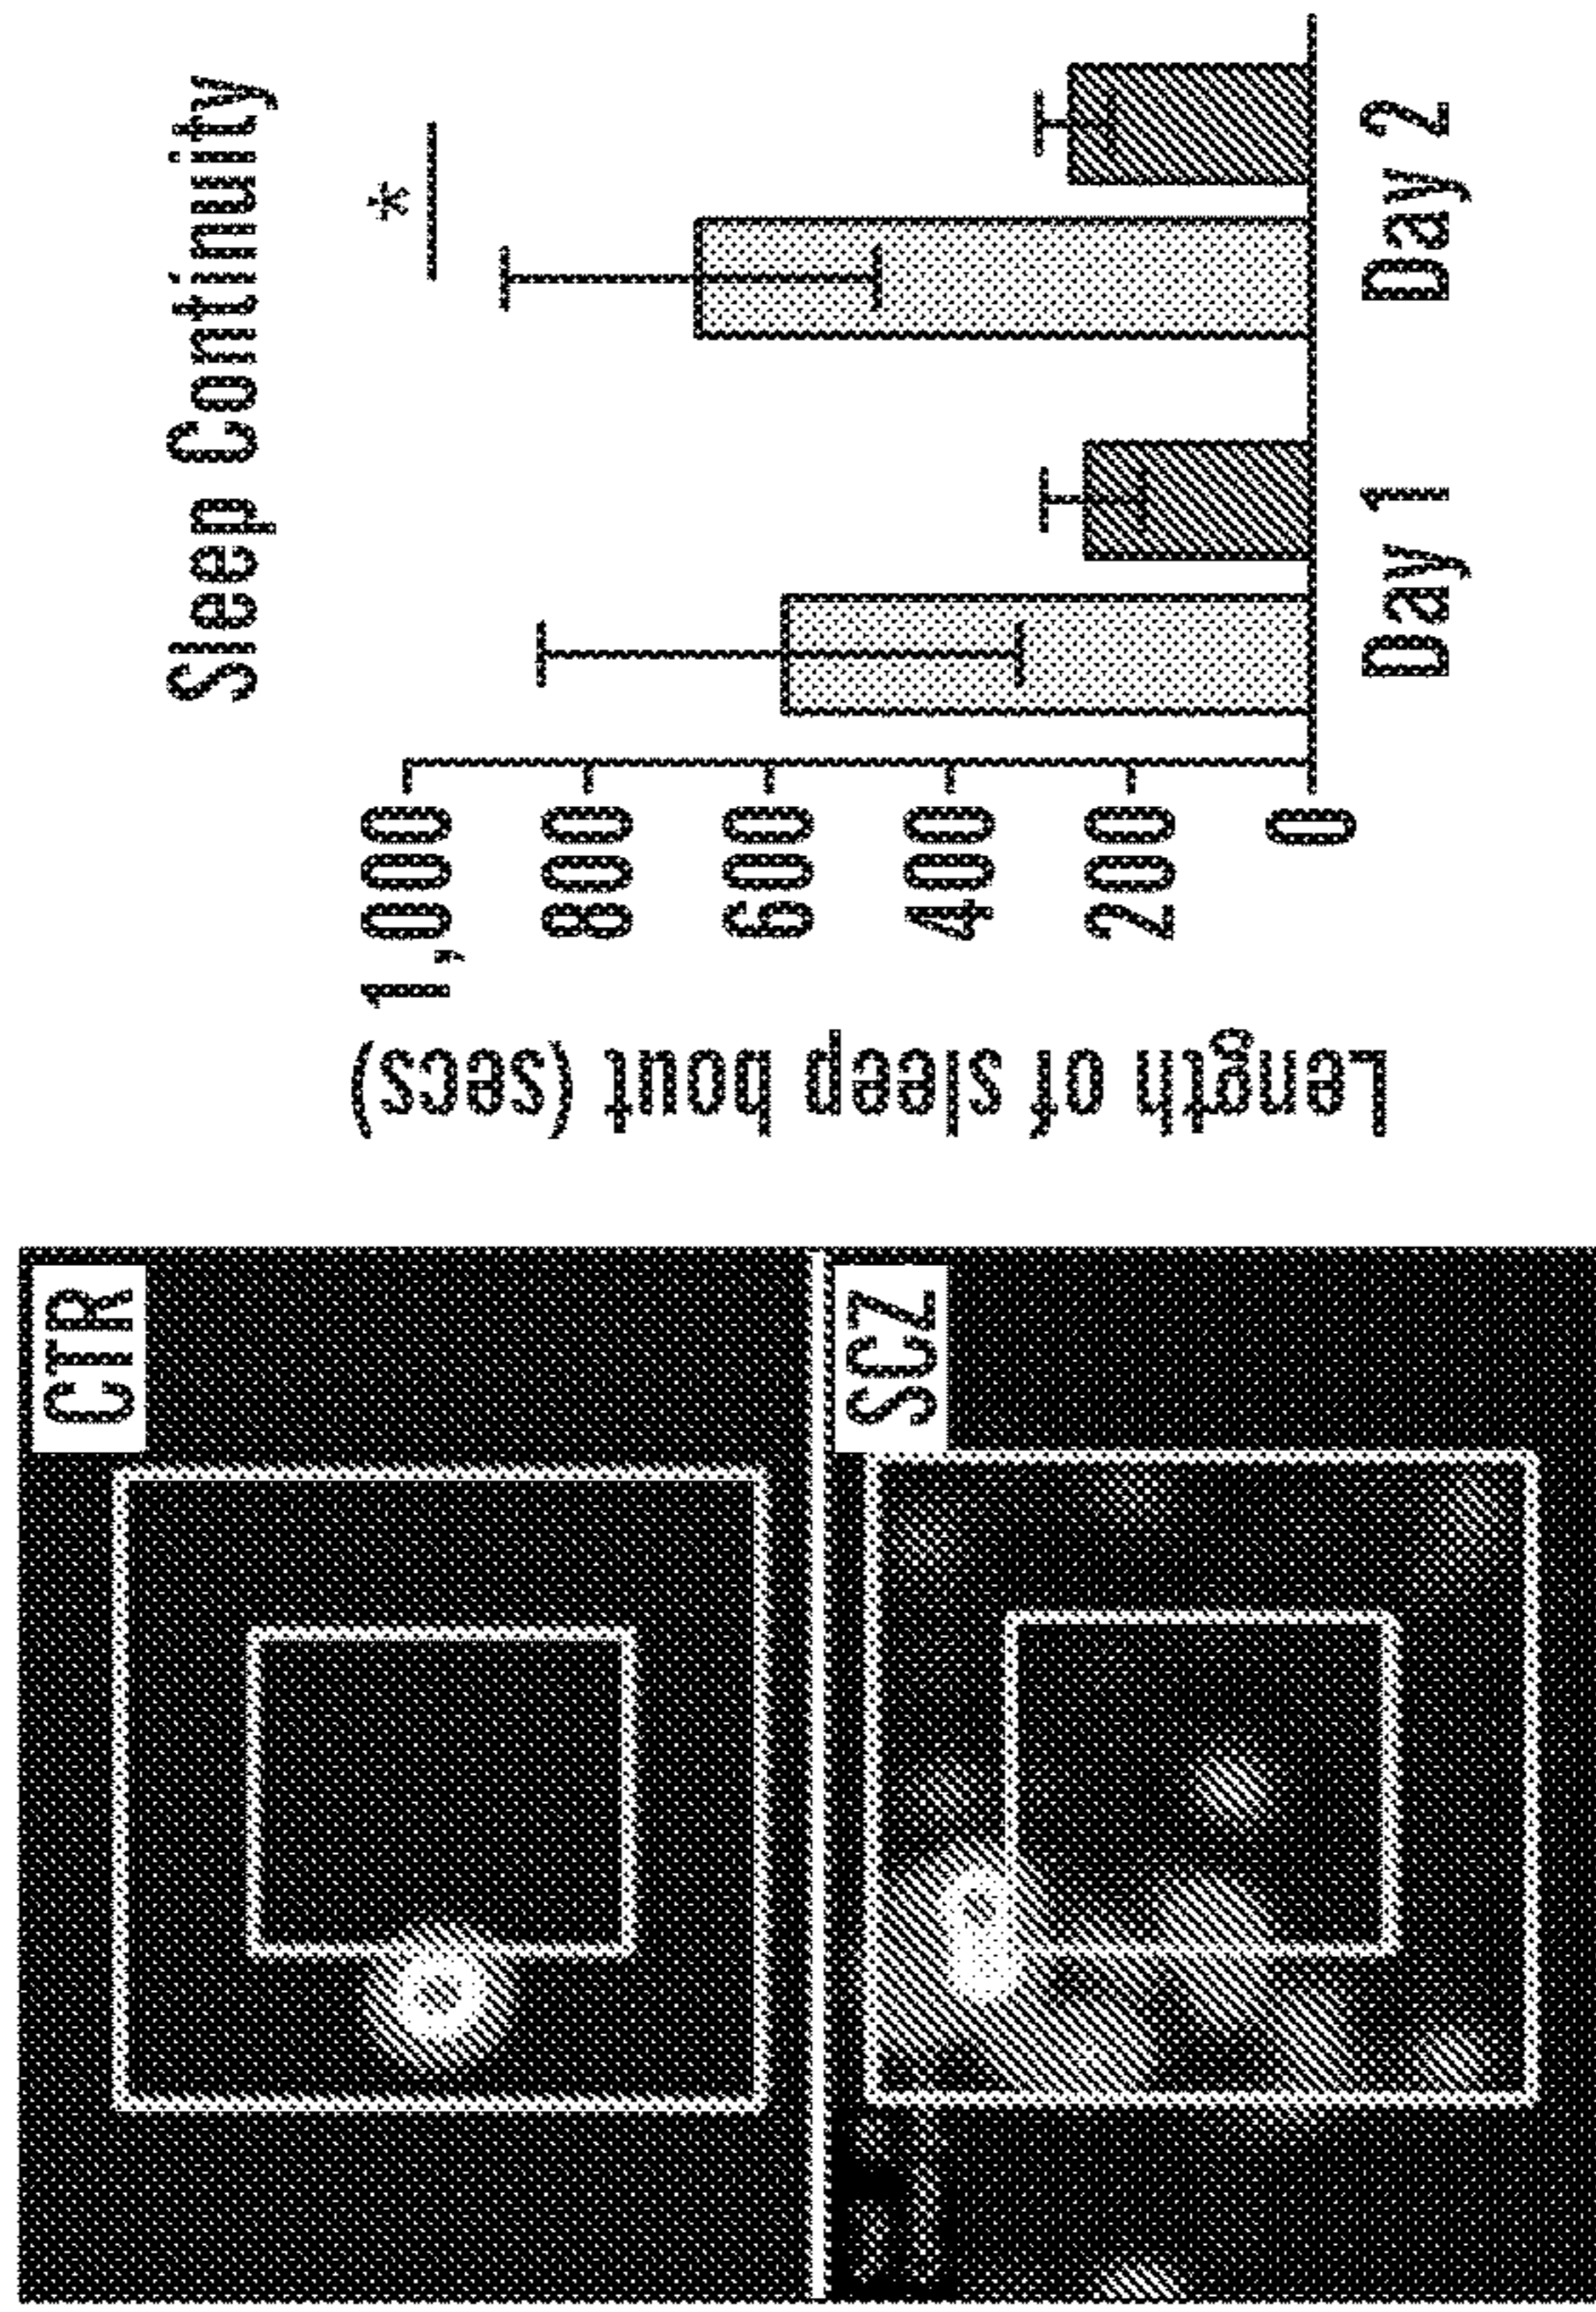 CTR
SCZ
Sleep Continuity
*
Length of sleep bout (secs)
1,000
800
600
400
200
0
Day 1
Day 2